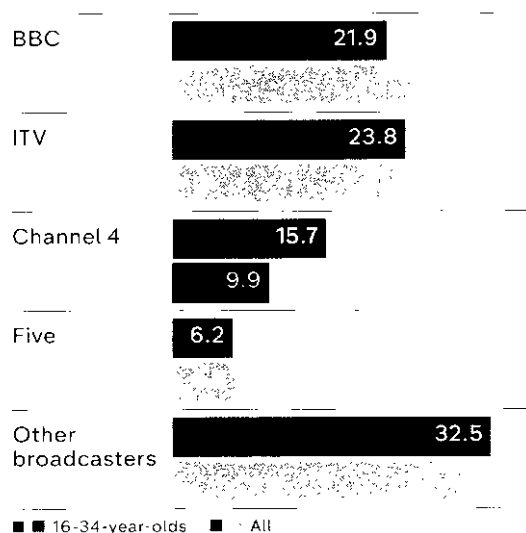 BBC
21.9
ITV
23.8
Channel 4
15.7
9.9
Five
6.2
Other
broadcasters
32.5
16-34-year-olds
All